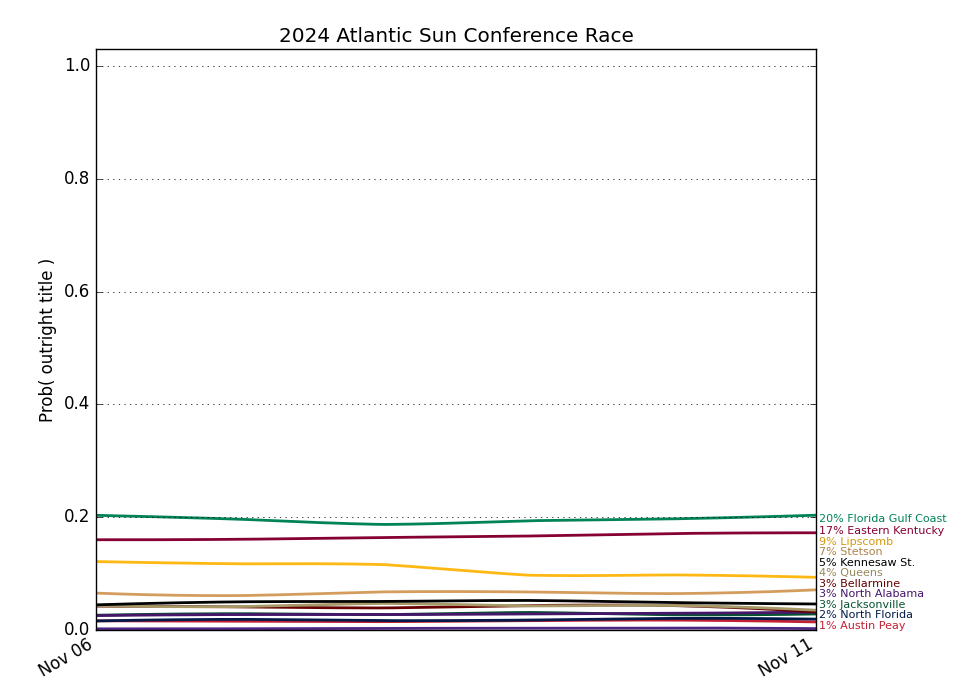 2024 Atlantic Sun Conference Race
Prob( outright title )
1.0
0.8
0.6
0.4
0.2
0.0
Nov 06
Nov 11
20% Florida Gulf Coast
17% Eastern Kentucky
9% Lipscomb
7% Stetson
5% Kennesaw St.
4% Queens
3% Bellarmine
3% North Alabama
3% Jacksonville
2% North Florida
1% Austin Peay